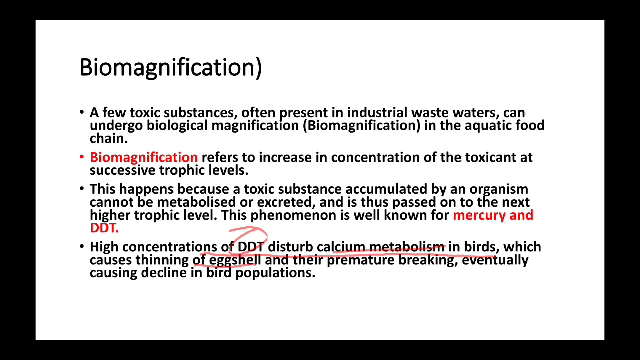 Biomagnification)
• A few toxic substances, often present in industrial waste waters, can
undergo biological magnification (Biomagnification) in the aquatic food
chain.
• Biomagnification refers to increase in concentration of the toxicant at
successive trophic levels.
• This happens because a toxic substance accumulated by an organism
cannot be metabolised or excreted, and is thus passed on to the next
higher trophic level. This phenomenon is well known for mercury and
DDT.
• High concentrations of DDT disturb calcium metabolism in birds, which
causes thinning of eggshell and their premature breaking, eventually
causing decline in bird populations.